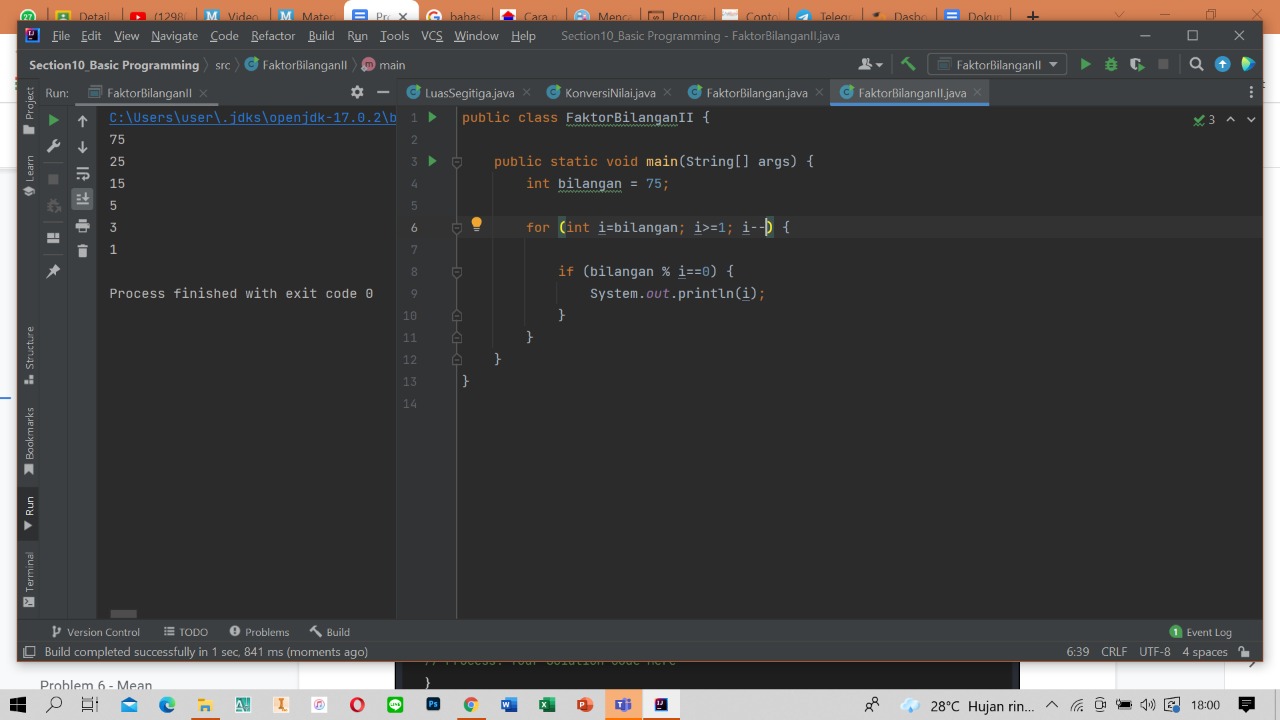 27 Detail (1298 Video Mate Pr baba Cara r Menca Progr Conto Teleg Dasbo Doku
File Edit View Navigate Code Refactor Build Run Tools VCS Window Help Section10_Basic Programming - FaktorBilanganII.java
Section10_Basic Programming src FaktorBilanganII main FaktorBilanganII
Run: FaktorBilanganII
LuasSegitiga.java KonversiNilai.java FaktorBilangan.java FaktorBilanganII.java
Project
Learn
Structure
Bookmarks
Run
Terminal
C:\Users\user\.jdks\openjdk-17.0.2\b
75
25
15
5
3
1
Process finished with exit code 0
1 public class FaktorBilanganII {
2
3 public static void main(String[] args) {
4 int bilangan = 75;
5
6 for (int i=bilangan; i>=1; i--) {
7
8 if (bilangan % i==0) {
9 System.out.println(i);
10 }
11 }
12 }
13 }
14
3
Version Control TODO Problems Build 1 Event Log
Build completed successfully in 1 sec, 841 ms (moments ago) 6:39 CRLF UTF-8 4 spaces
// Process: Your Solution code here
Problem 6 - Mean }
28°C Hujan rin... 18:00